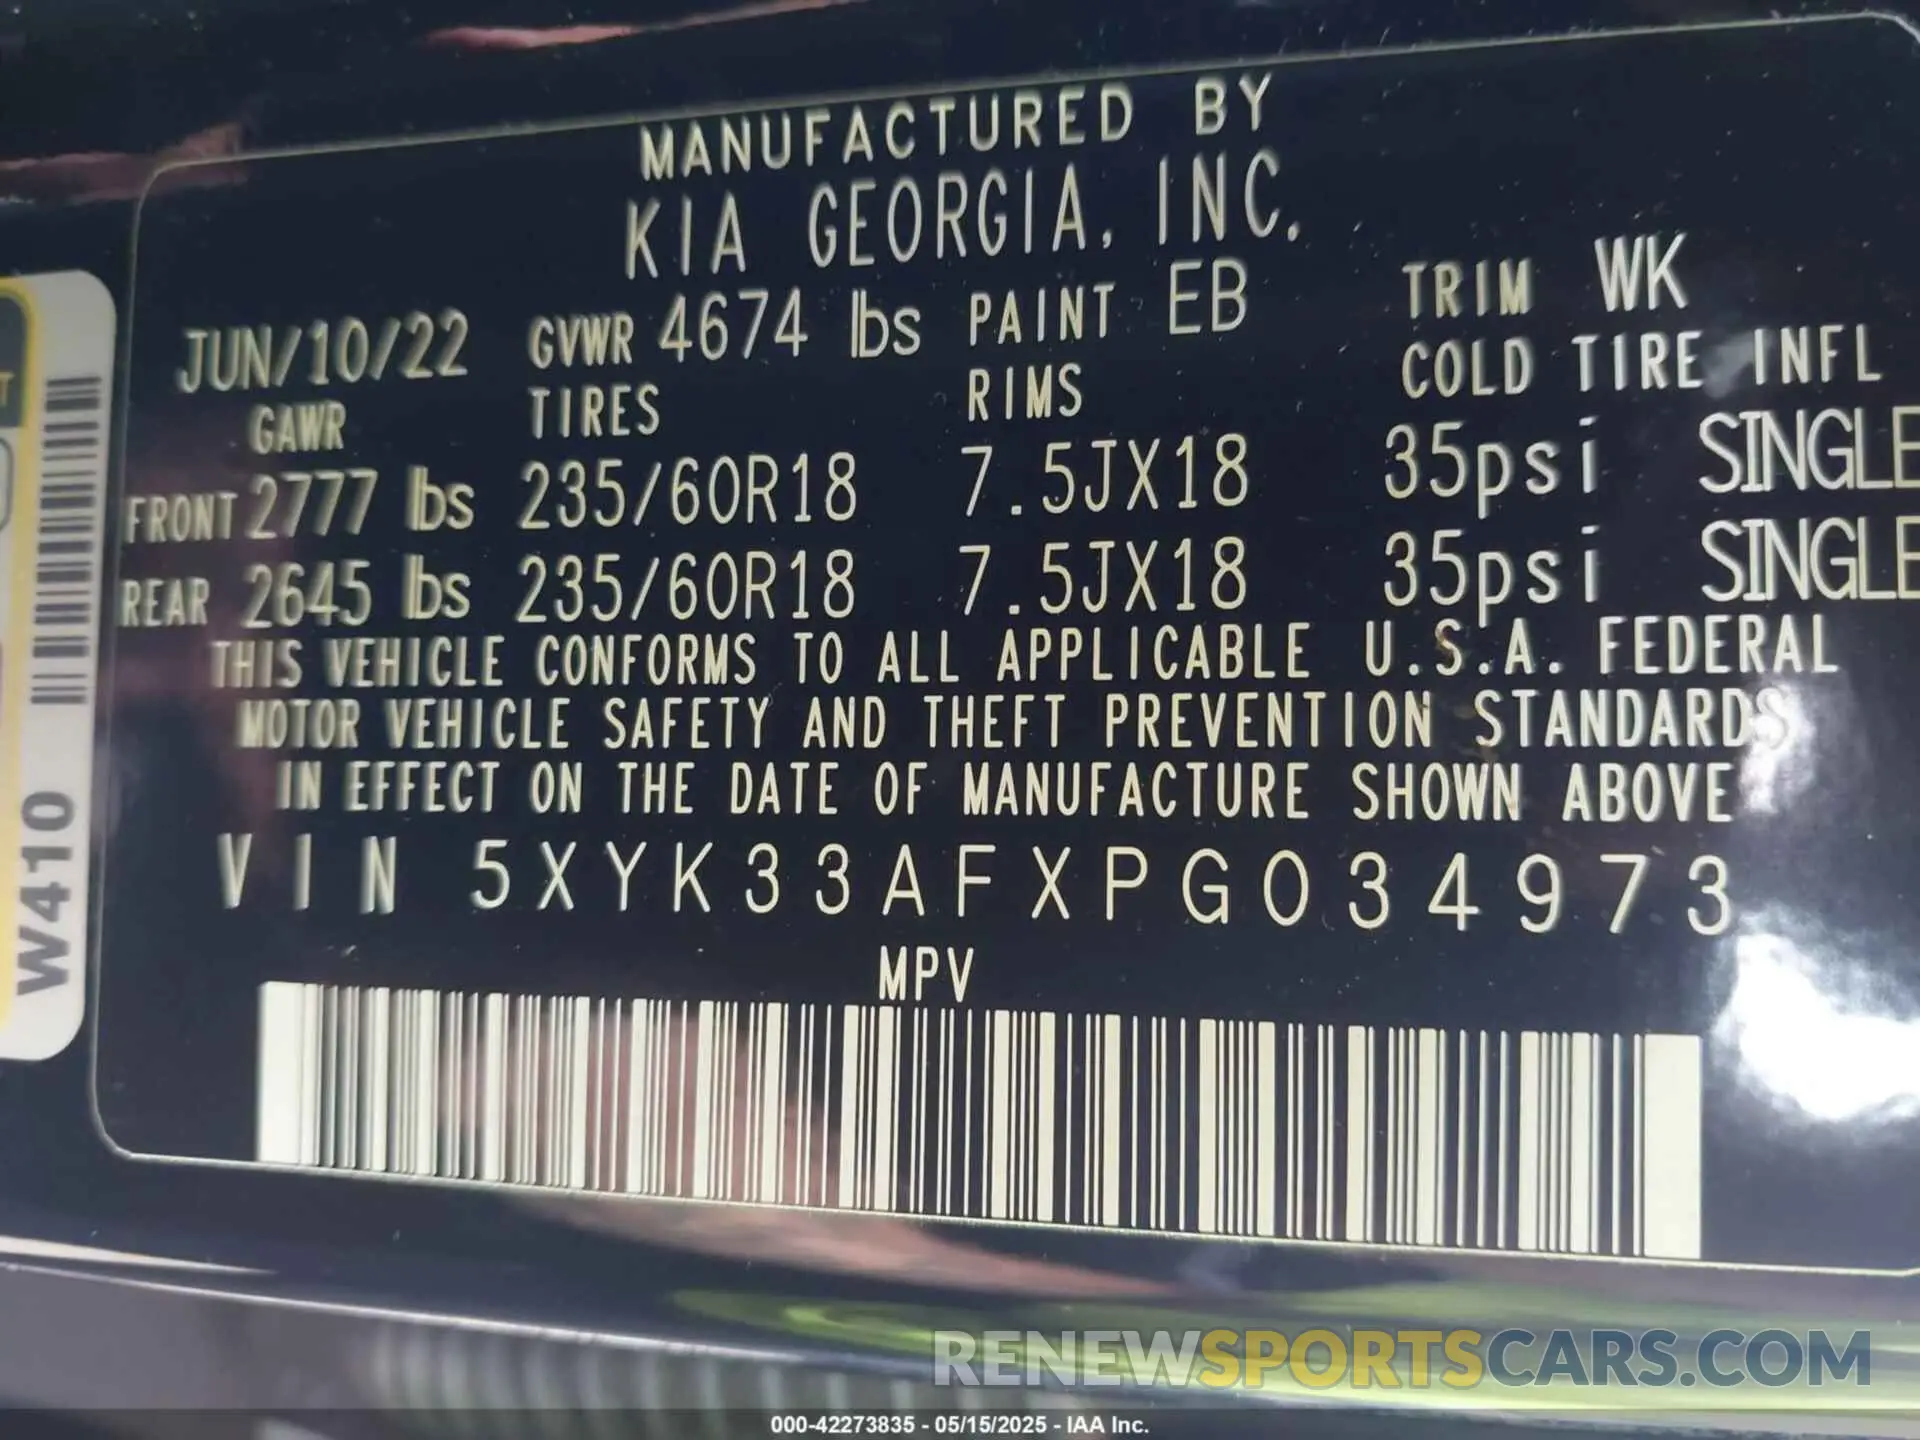 MANUFACTURED BY
KIA GEORGIA, INC.
JUN/10/22 GVWR 4674 lbs PAINT EB TRIM WK
GAWR TIRES RIMS COLD TIRE INFL
FRONT 2777 lbs 235/60R18 7.5JX18 35psi SINGLE
REAR 2645 lbs 235/60R18 7.5JX18 35psi SINGLE
THIS VEHICLE CONFORMS TO ALL APPLICABLE U.S.A. FEDERAL
MOTOR VEHICLE SAFETY AND THEFT PREVENTION STANDARDS
IN EFFECT ON THE DATE OF MANUFACTURE SHOWN ABOVE
VIN 5XYK33AFXPG034973
MPV
W410
RENEWSPORTSCARS.COM
000-42273835 - 05/15/2025 - IAA Inc.